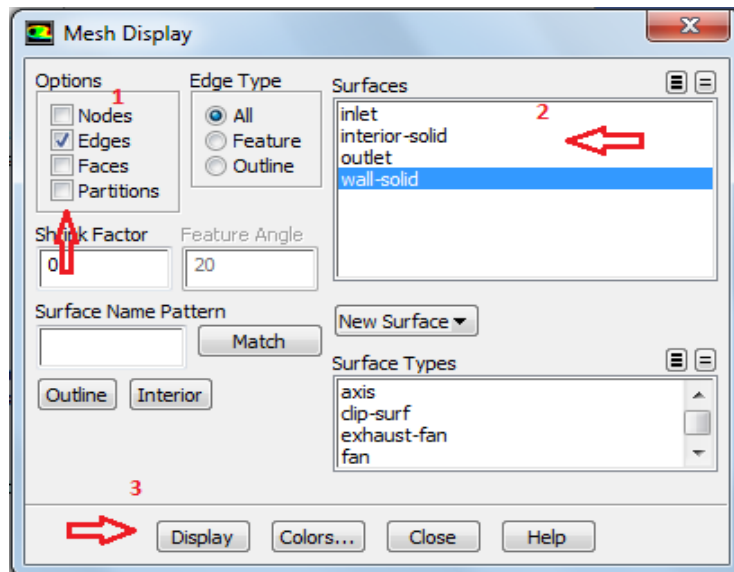 Mesh Display
Options
1
Nodes
Edges
Faces
Partitions
Edge Type
All
Feature
Outline
Surfaces
2
inlet
interior-solid
outlet
wall-solid
Shrink Factor
0
Feature Angle
20
Surface Name Pattern
Match
Outline Interior
New Surface
Surface Types
axis
clip-surf
exhaust-fan
fan
3
Display Colors... Close Help